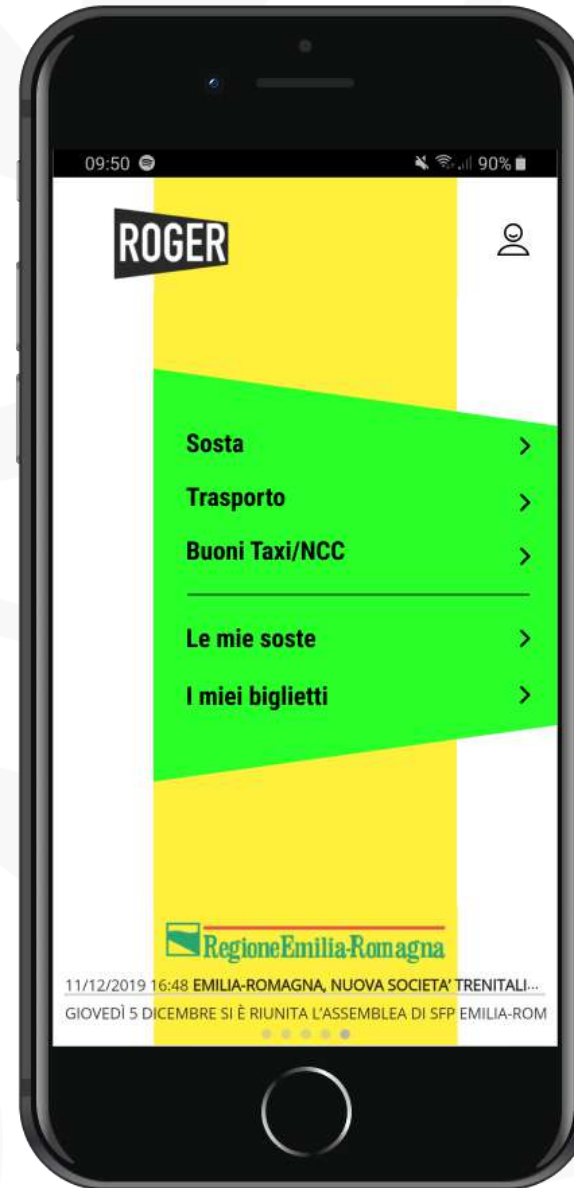 09:50 90%
ROGER
Sosta
Trasporto
Buoni Taxi/NCC
Le mie soste
I miei biglietti
RegioneEmilia-Romagna
11/12/2019 16:48 EMILIA-ROMAGNA, NUOVA SOCIETA' TRENITALI...
GIOVEDÌ 5 DICEMBRE SI È RIUNITA L'ASSEMBLEA DI SFP EMILIA-ROM